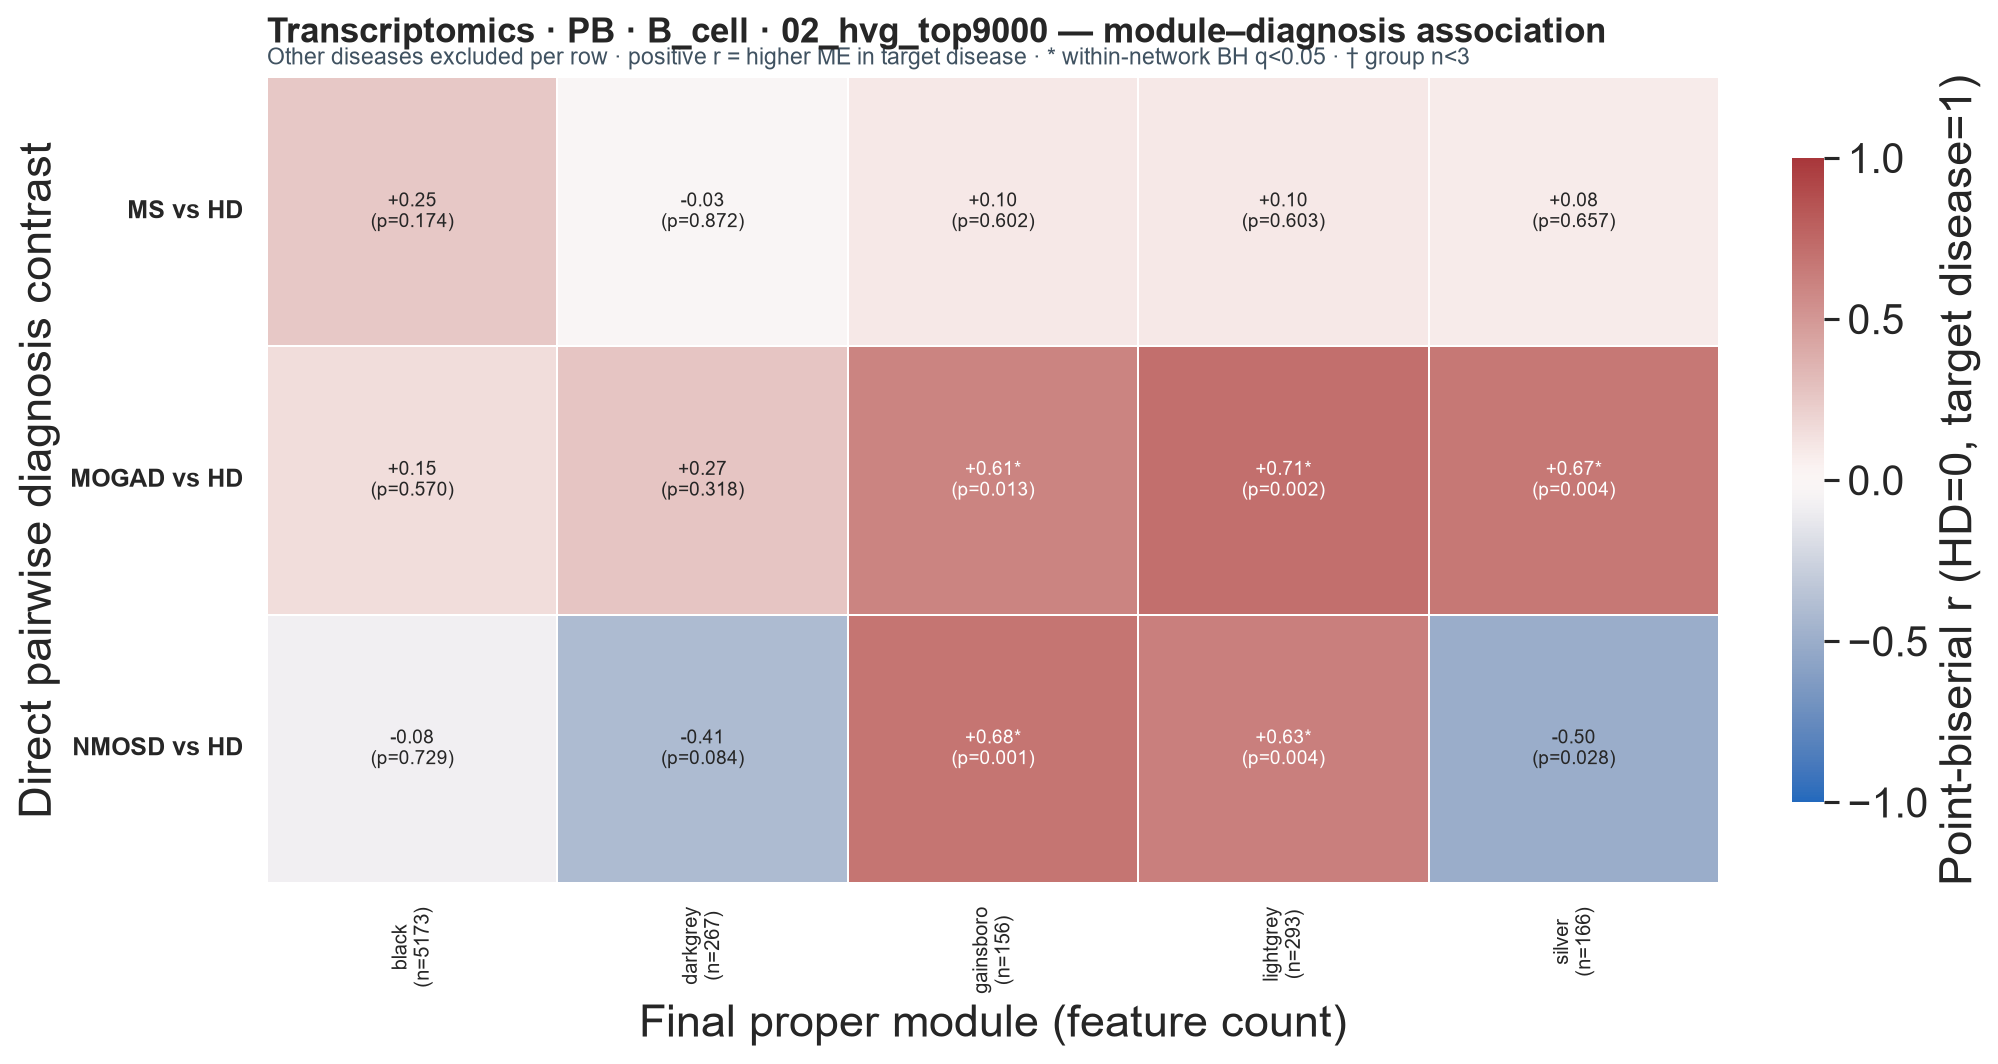 Transcriptomics · PB · B_cell · 02_hvg_top9000 — module–diagnosis association
Other diseases excluded per row · positive r = higher ME in target disease · * within-network BH q<0.05 · † group n<3
Direct pairwise diagnosis contrast
MS vs HD
+0.25
(p=0.174)
-0.03
(p=0.872)
+0.10
(p=0.602)
+0.10
(p=0.603)
+0.08
(p=0.657)
MOGAD vs HD
+0.15
(p=0.570)
+0.27
(p=0.318)
+0.61*
(p=0.013)
+0.71*
(p=0.002)
+0.67*
(p=0.004)
NMOSD vs HD
-0.08
(p=0.729)
-0.41
(p=0.084)
+0.68*
(p=0.001)
+0.63*
(p=0.004)
-0.50
(p=0.028)
black
(n=5173)
darkgrey
(n=267)
gainsboro
(n=156)
lightgrey
(n=293)
silver
(n=166)
Final proper module (feature count)
1.0
0.5
0.0
−0.5
−1.0
Point-biserial r (HD=0, target disease=1)